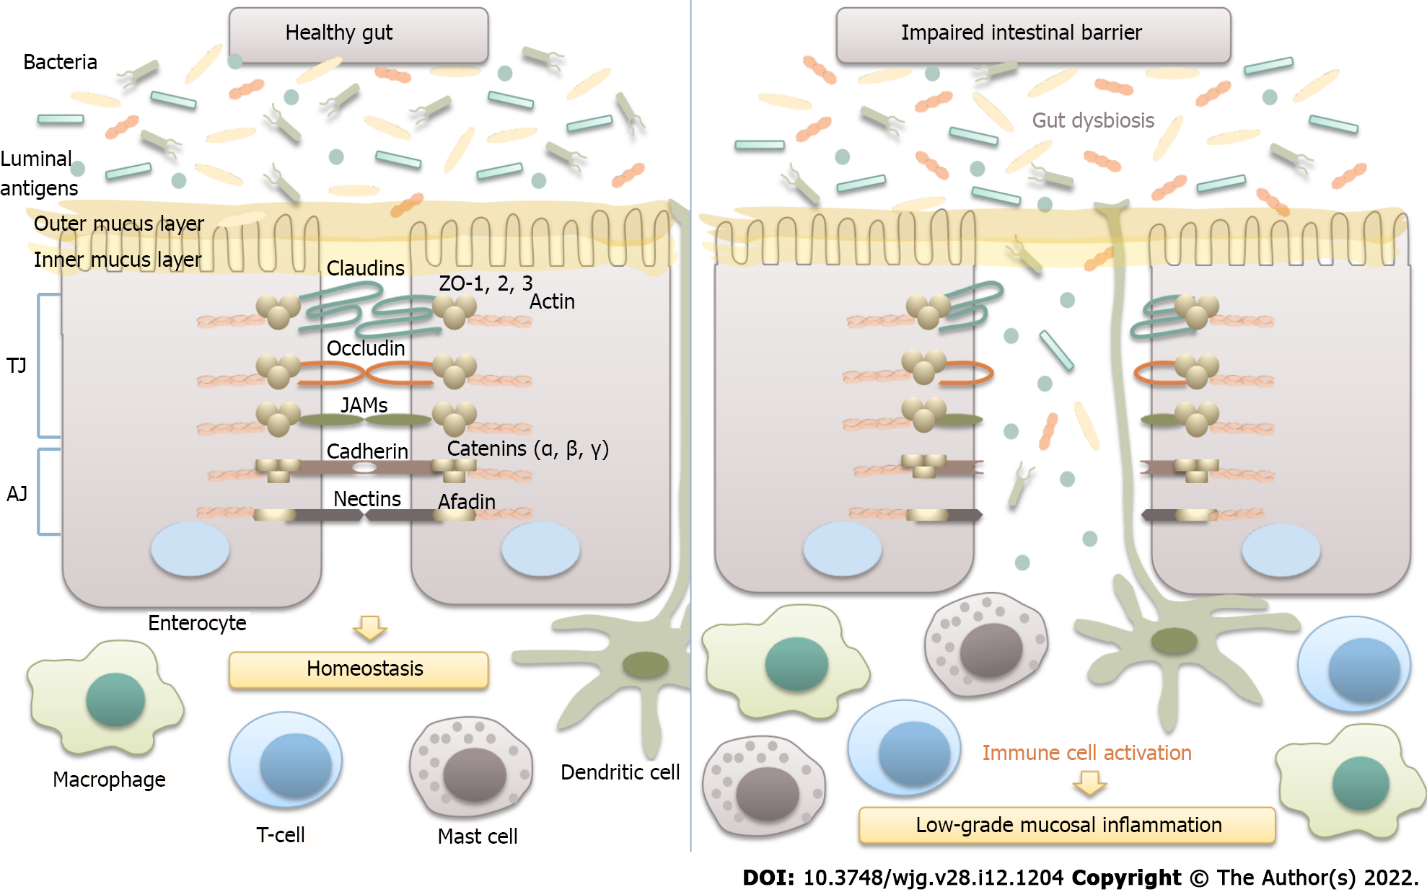 Healthy gut
Bacteria
Luminal
antigens
Outer mucus layer
Inner mucus layer
Claudins
ZO-1, 2, 3
Actin
TJ
Occludin
JAMs
Cadherin
Catenins (α, β, γ)
AJ
Nectins
Afadin
Enterocyte
Homeostasis
Macrophage
T-cell
Mast cell
Dendritic cell
Impaired intestinal barrier
Gut dysbiosis
Immune cell activation
Low-grade mucosal inflammation
DOI: 10.3748/wjg.v28.i12.1204 Copyright © The Author(s) 2022.